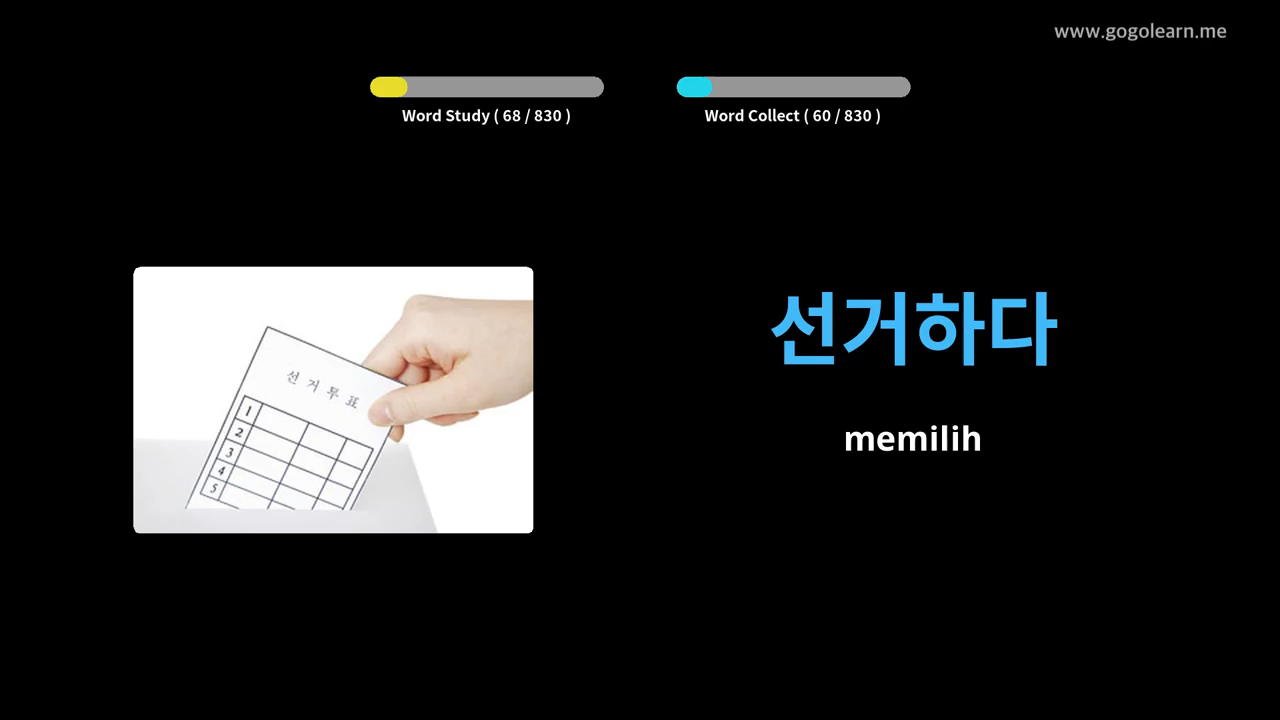 www.gogolearn.me
Word Study ( 68 / 830 )
Word Collect ( 60 / 830 )
선거투표
1
2
3
4
5
선거하다
memilih